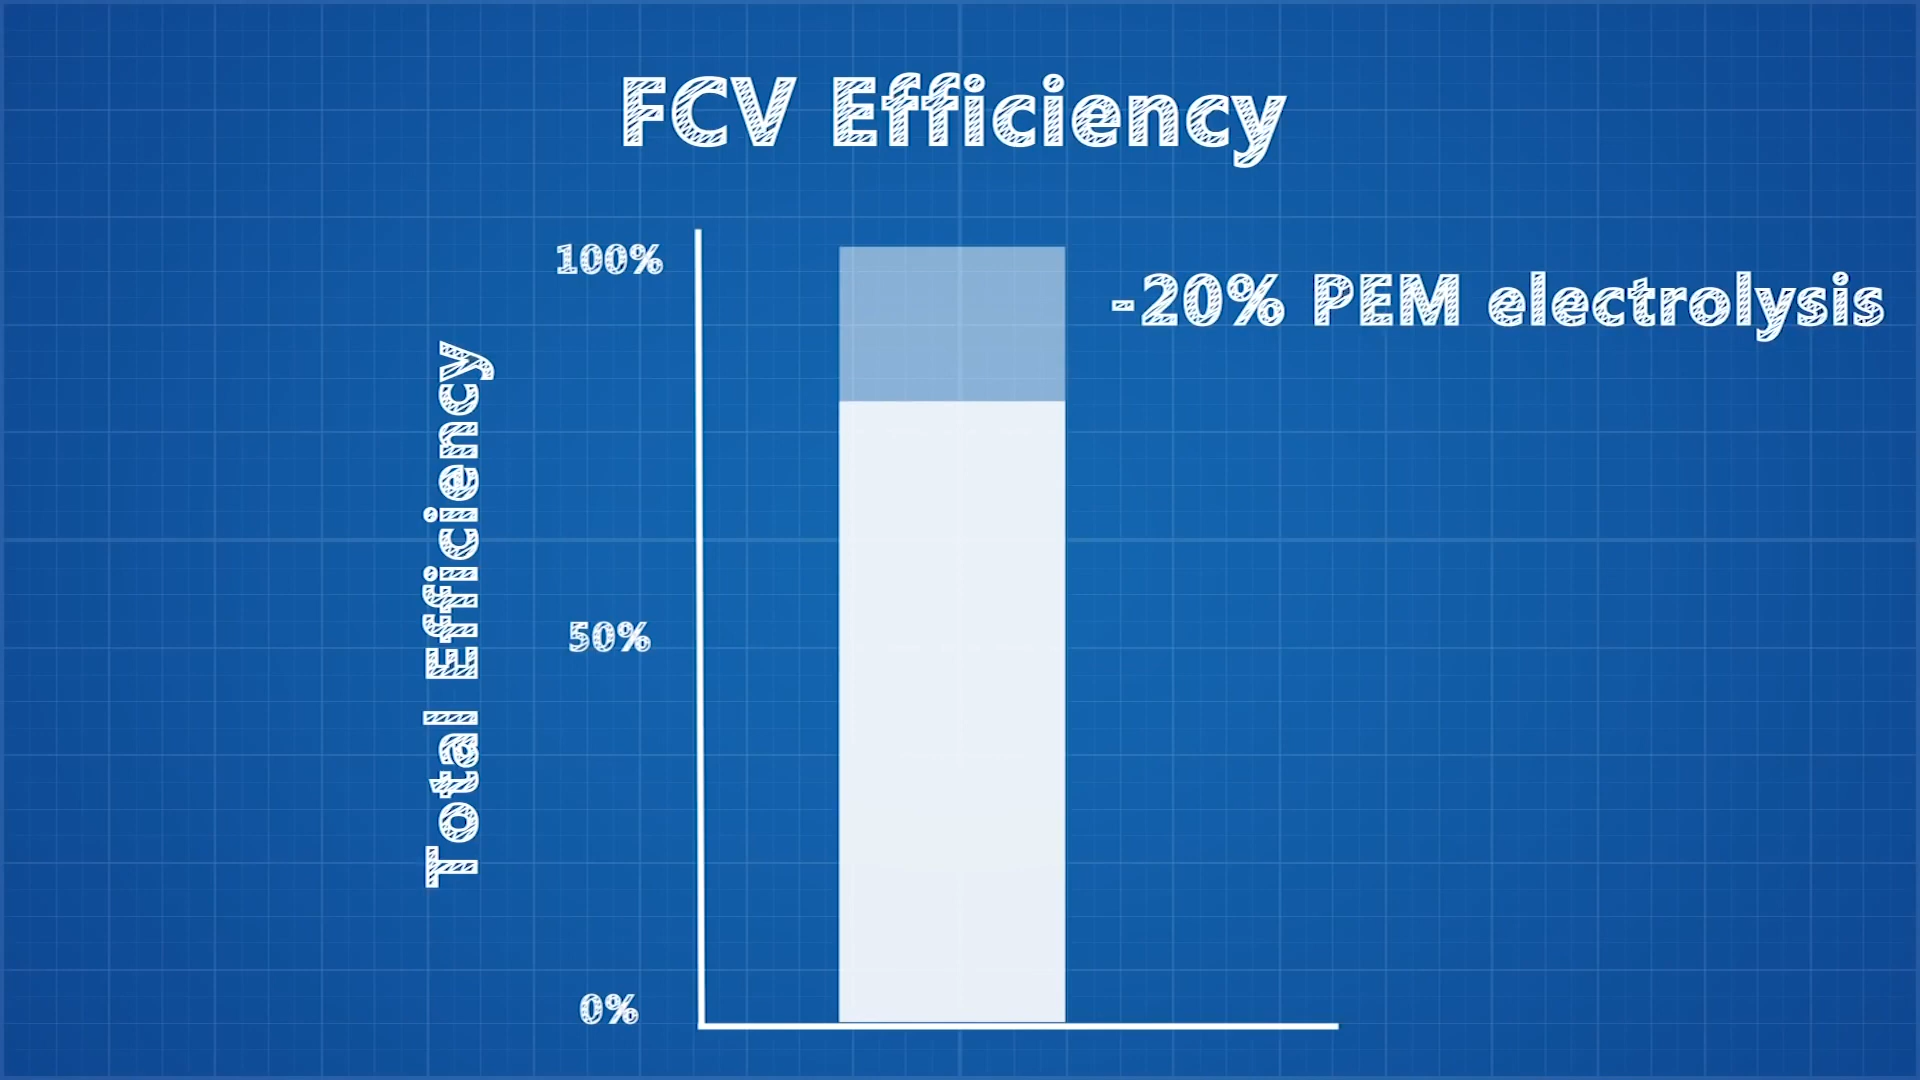 FCV Efficiency
100%
-20% PEM electrolysis
Total Efficiency
50%
0%